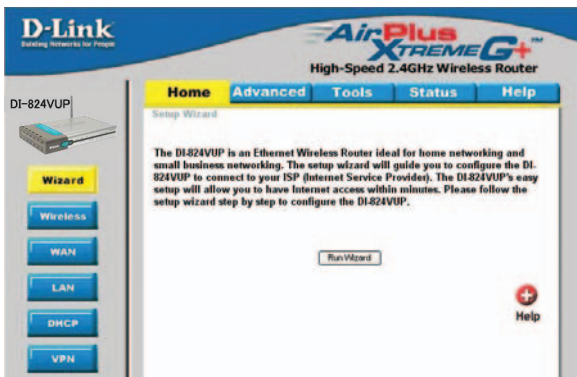 D-Link
Building Networks for People
AirPlus
XTREME G+™
High-Speed 2.4GHz Wireless Router
DI-824VUP
Home Advanced Tools Status Help
Setup Wizard
The DI-824VUP is an Ethernet Wireless Router ideal for home networking and
small business networking. The setup wizard will guide you to configure the DI-
824VUP to connect to your ISP (Internet Service Provider). The DI-824VUP's easy
setup will allow you to have Internet access within minutes. Please follow the
setup wizard step by step to configure the DI-824VUP.
Run Wizard
Help
Wizard
Wireless
WAN
LAN
DHCP
VPN